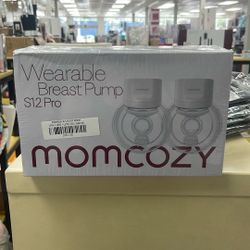 Wearable
Breast Pump
S12 Pro
momcozy